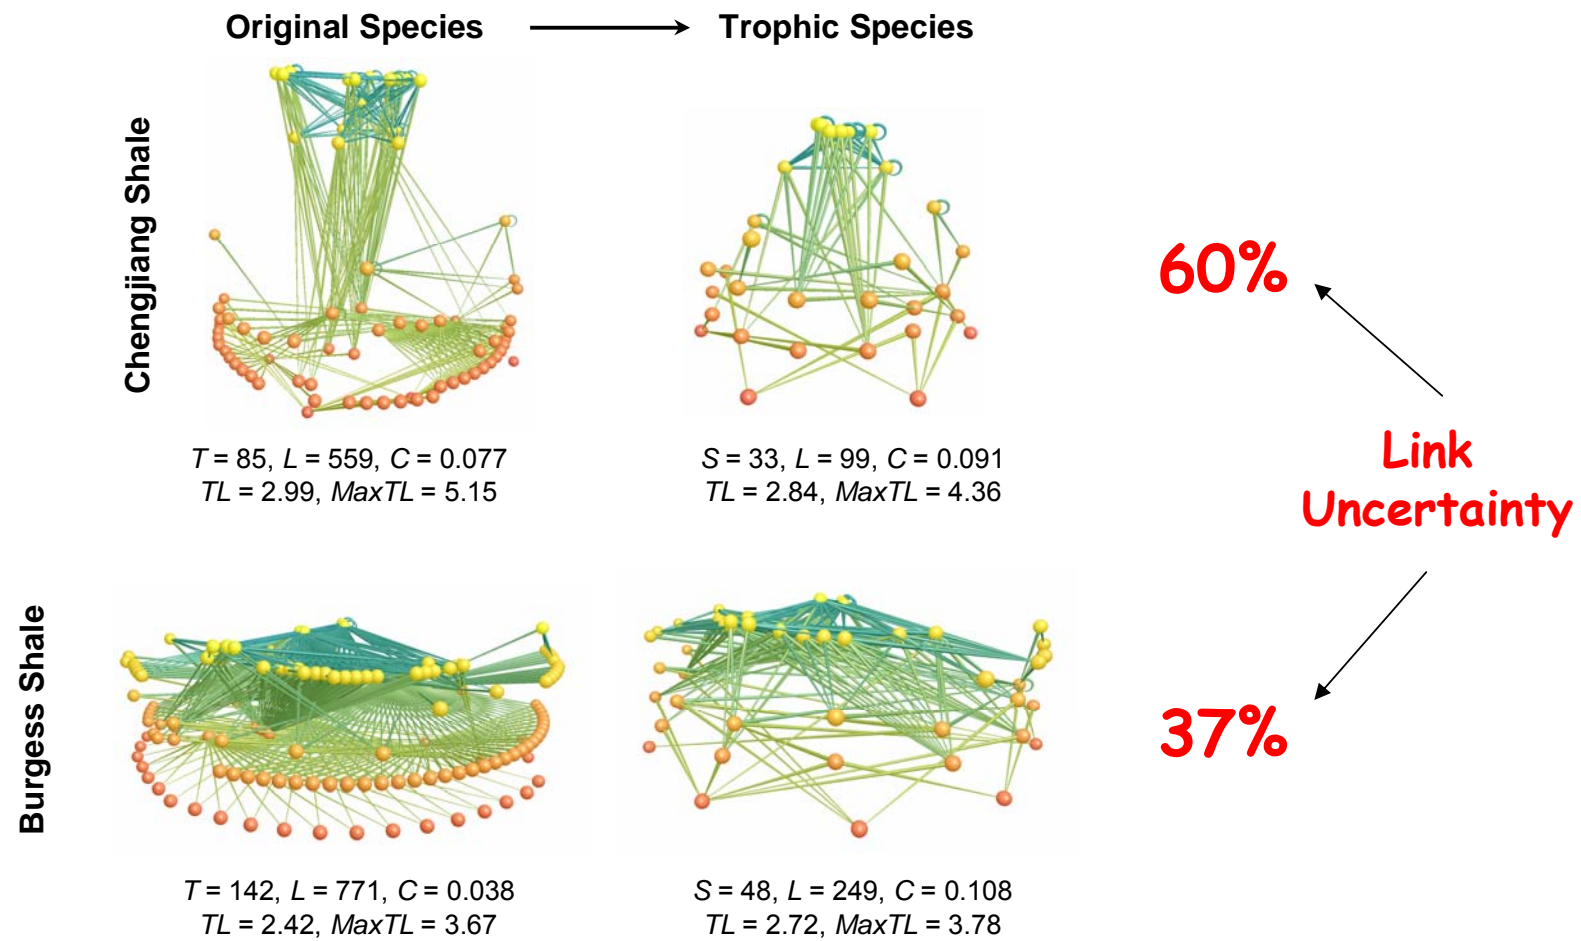 Original Species
Trophic Species
Chengjiang Shale
T = 85, L = 559, C = 0.077
TL = 2.99, MaxTL = 5.15
S = 33, L = 99, C = 0.091
TL = 2.84, MaxTL = 4.36
60%
Link
Uncertainty
37%
Burgess Shale
T = 142, L = 771, C = 0.038
TL = 2.42, MaxTL = 3.67
S = 48, L = 249, C = 0.108
TL = 2.72, MaxTL = 3.78